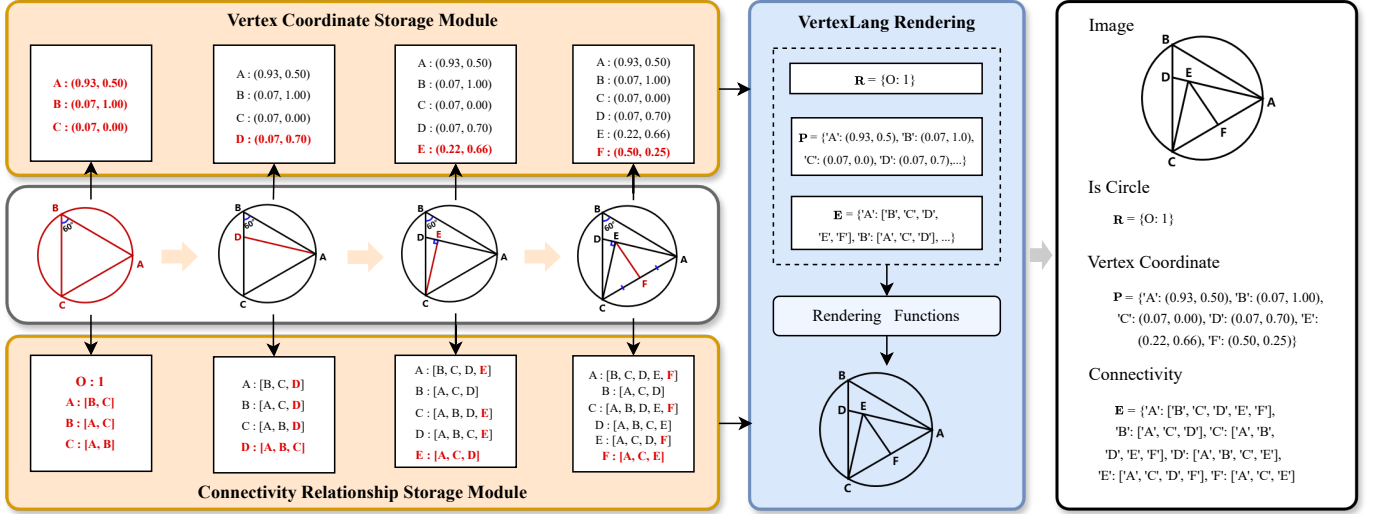 Vertex Coordinate Storage Module
A : (0.93, 0.50)
B : (0.07, 1.00)
C : (0.07, 0.00)
A : (0.93, 0.50)
B : (0.07, 1.00)
C : (0.07, 0.00)
D : (0.07, 0.70)
A : (0.93, 0.50)
B : (0.07, 1.00)
C : (0.07, 0.00)
D : (0.07, 0.70)
E : (0.22, 0.66)
A : (0.93, 0.50)
B : (0.07, 1.00)
C : (0.07, 0.00)
D : (0.07, 0.70)
E : (0.22, 0.66)
F : (0.50, 0.25)
B
60°
A
C
B
60°
D
A
C
B
60°
D
E
A
C
B
60°
D
E
A
F
C
O : 1
A : [B, C]
B : [A, C]
C : [A, B]
A : [B, C, D]
B : [A, C, D]
C : [A, B, D]
D : [A, B, C]
A : [B, C, D, E]
B : [A, C, D]
C : [A, B, D, E]
D : [A, B, C, E]
E : [A, C, D]
A : [B, C, D, E, F]
B : [A, C, D]
C : [A, B, D, E, F]
D : [A, B, C, E]
E : [A, C, D, F]
F : [A, C, E]
Connectivity Relationship Storage Module
VertexLang Rendering
R = {O: 1}
P = {'A': (0.93, 0.5), 'B': (0.07, 1.0),
'C': (0.07, 0.0), 'D': (0.07, 0.7),...}
E = {'A': ['B', 'C', 'D',
'E', 'F'], 'B': ['A', 'C', 'D'], ...}
Rendering Functions
B
D
E
A
F
C
Image
B
D
E
A
F
C
Is Circle
R = {O: 1}
Vertex Coordinate
P = {'A': (0.93, 0.50), 'B': (0.07, 1.00),
'C': (0.07, 0.00), 'D': (0.07, 0.70), 'E':
(0.22, 0.66), 'F': (0.50, 0.25)}
Connectivity
E = {'A': ['B', 'C', 'D', 'E', 'F'],
'B': ['A', 'C', 'D'], 'C': ['A', 'B',
'D', 'E', 'F'], 'D': ['A', 'B', 'C', 'E'],
'E': ['A', 'C', 'D', 'F'], 'F': ['A', 'C', 'E']